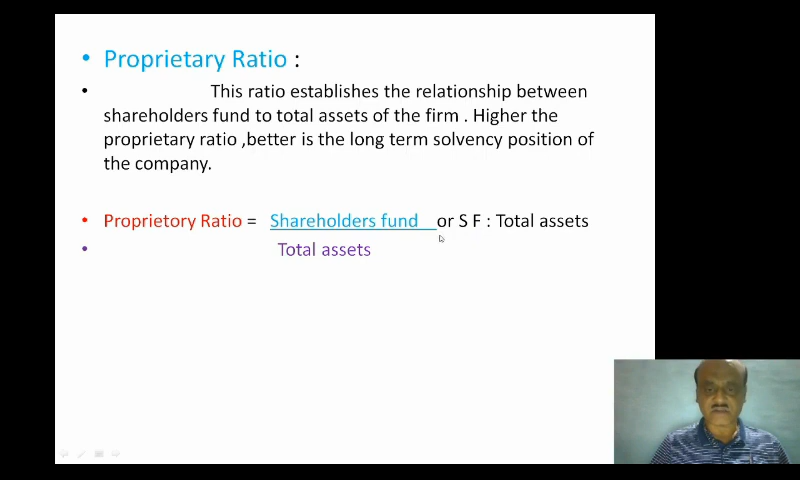 Proprietary Ratio :
This ratio establishes the relationship between
shareholders fund to total assets of the firm . Higher the
proprietary ratio ,better is the long term solvency position of
the company.
Proprietory Ratio = Shareholders fund or S F : Total assets
Total assets